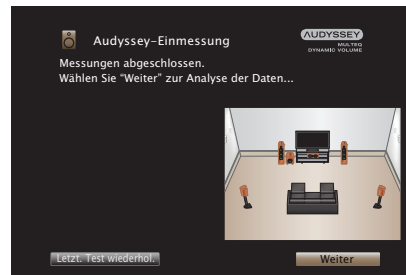 Audyssey-Einmessung
AUDYSSEY
MULTEQ
DYNAMIC VOLUME
Messungen abgeschlossen.
Wählen Sie “Weiter” zur Analyse der Daten...
Letzt. Test wiederhol.
Weiter